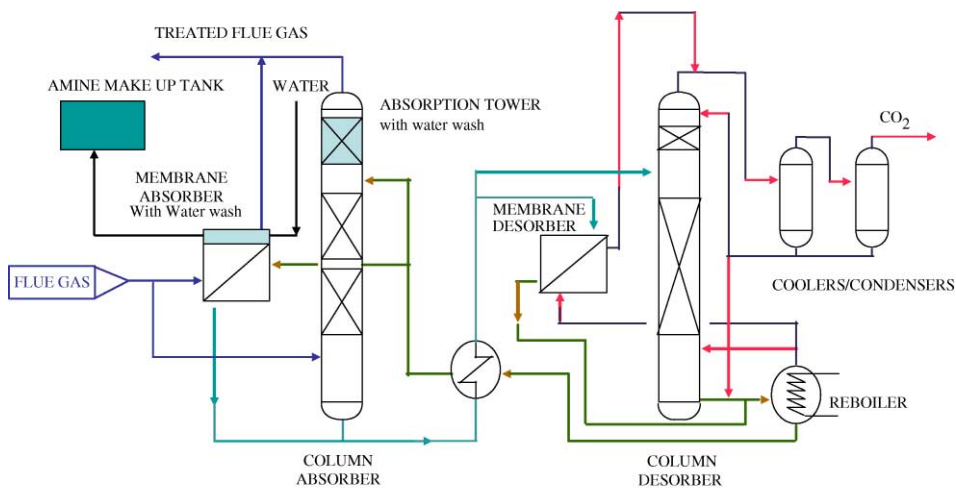 TREATED FLUE GAS
AMINE MAKE UP TANK
WATER
ABSORPTION TOWER
with water wash
CO2
MEMBRANE
ABSORBER
With Water wash
MEMBRANE
DESORBER
FLUE GAS
COOLERS/CONDENSERS
REBOILER
COLUMN
ABSORBER
COLUMN
DESORBER